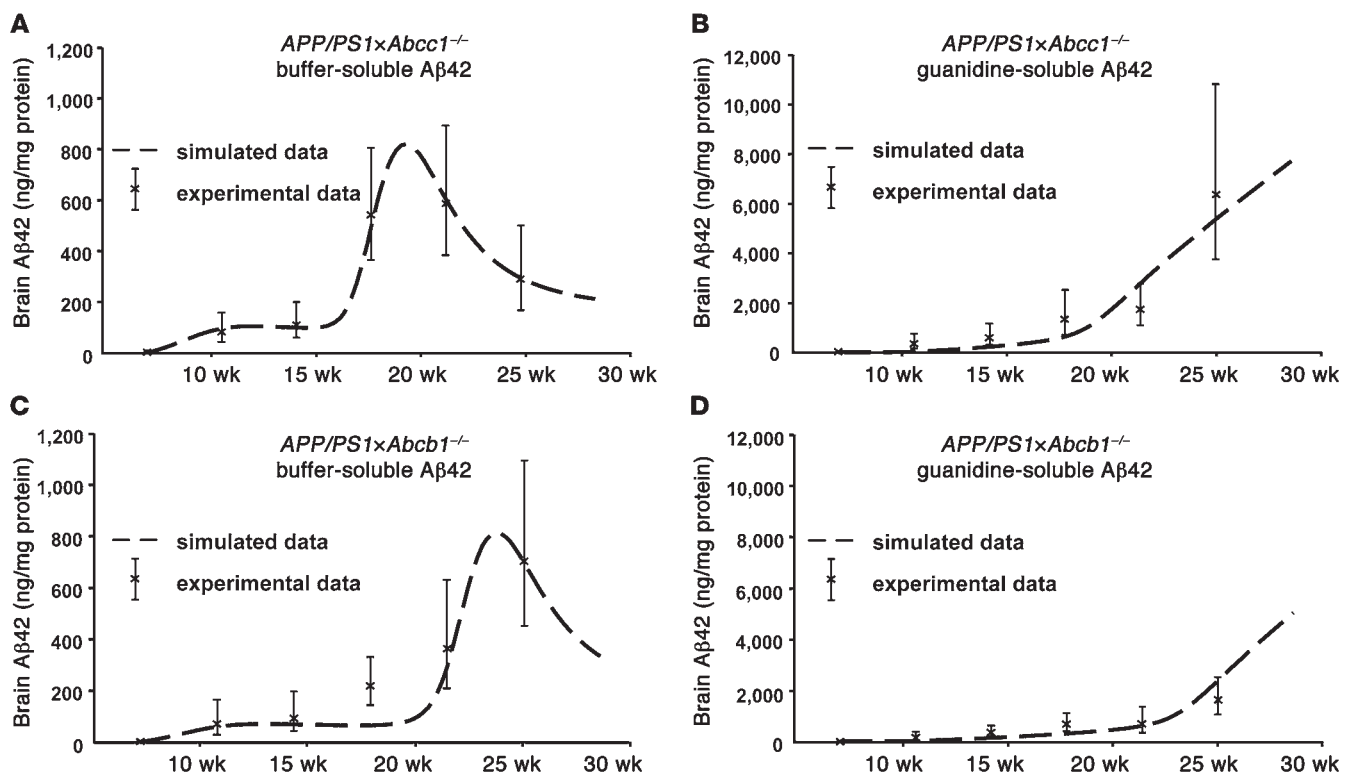 A
APP/PS1×Abcc1–/–
buffer-soluble Aβ42
Brain Aβ42 (ng/mg protein)
1,200
1,000
800
600
400
200
0
simulated data
experimental data
10 wk
15 wk
20 wk
25 wk
30 wk
B
APP/PS1×Abcc1–/–
guanidine-soluble Aβ42
Brain Aβ42 (ng/mg protein)
12,000
10,000
8,000
6,000
4,000
2,000
0
simulated data
experimental data
10 wk
15 wk
20 wk
25 wk
30 wk
C
APP/PS1×Abcb1–/–
buffer-soluble Aβ42
Brain Aβ42 (ng/mg protein)
1,200
1,000
800
600
400
200
0
simulated data
experimental data
10 wk
15 wk
20 wk
25 wk
30 wk
D
APP/PS1×Abcb1–/–
guanidine-soluble Aβ42
Brain Aβ42 (ng/mg protein)
12,000
10,000
8,000
6,000
4,000
2,000
0
simulated data
experimental data
10 wk
15 wk
20 wk
25 wk
30 wk